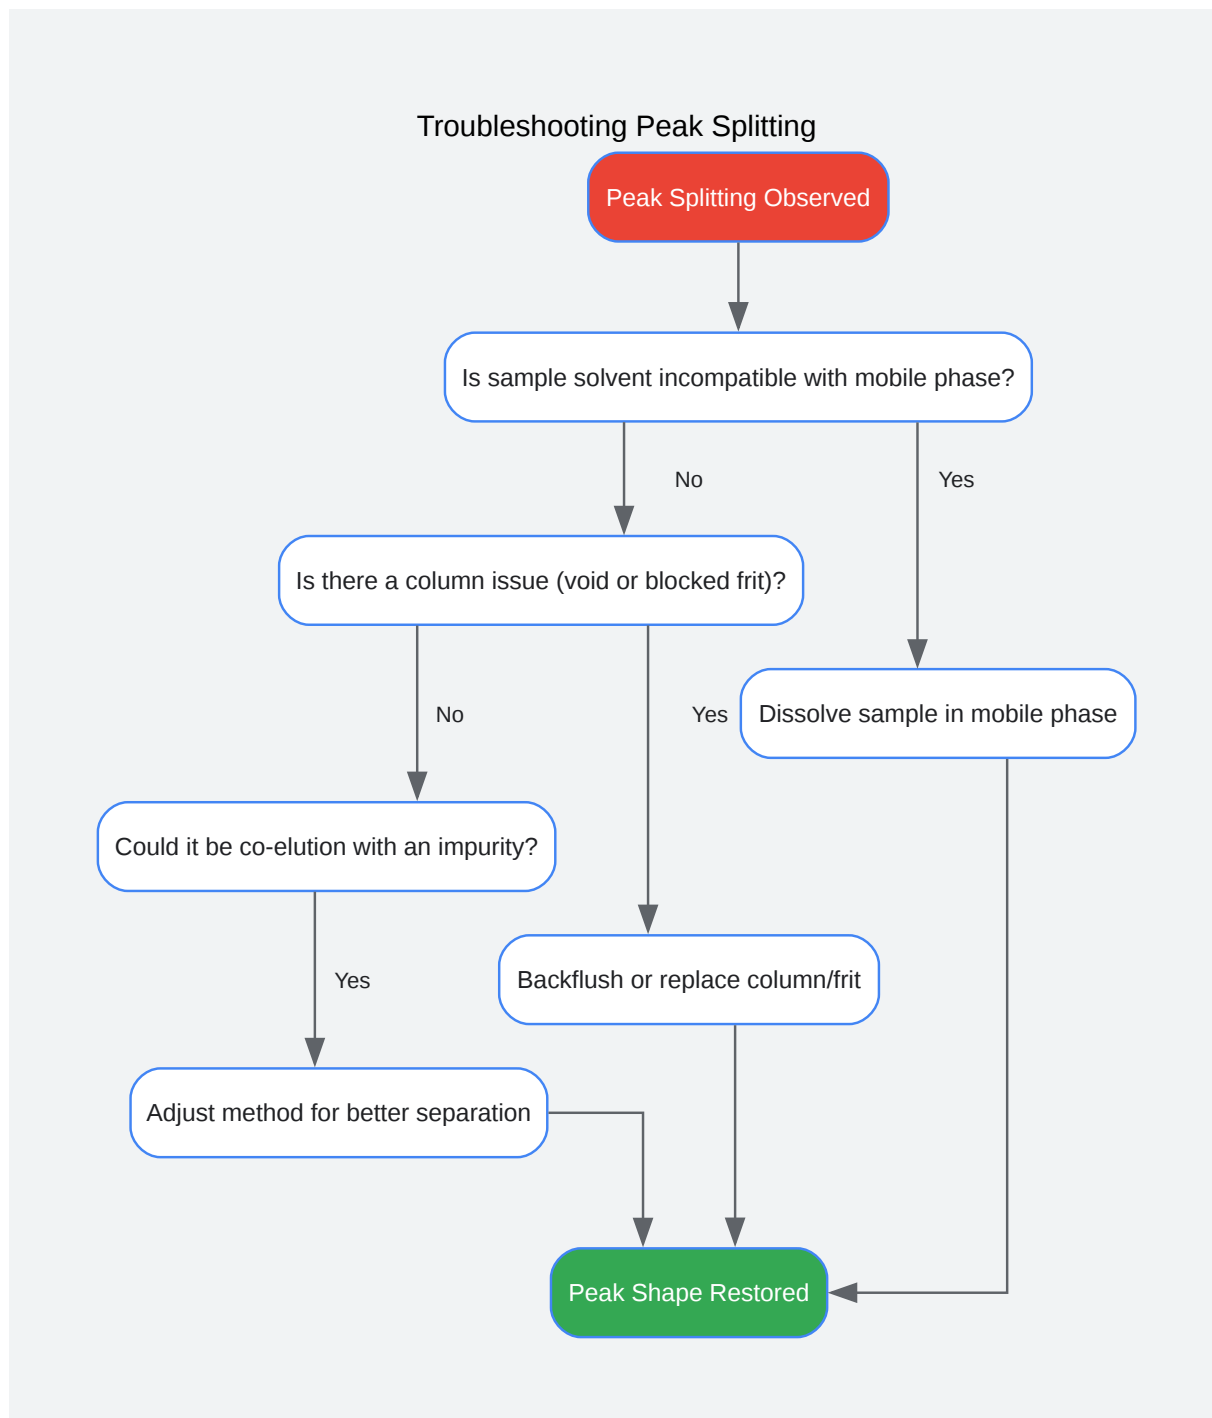 Troubleshooting Peak Splitting
Peak Splitting Observed
Is sample solvent incompatible with mobile phase?
No
Yes
Is there a column issue (void or blocked frit)?
No
Yes
Dissolve sample in mobile phase
Could it be co-elution with an impurity?
Yes
Backflush or replace column/frit
Adjust method for better separation
Peak Shape Restored